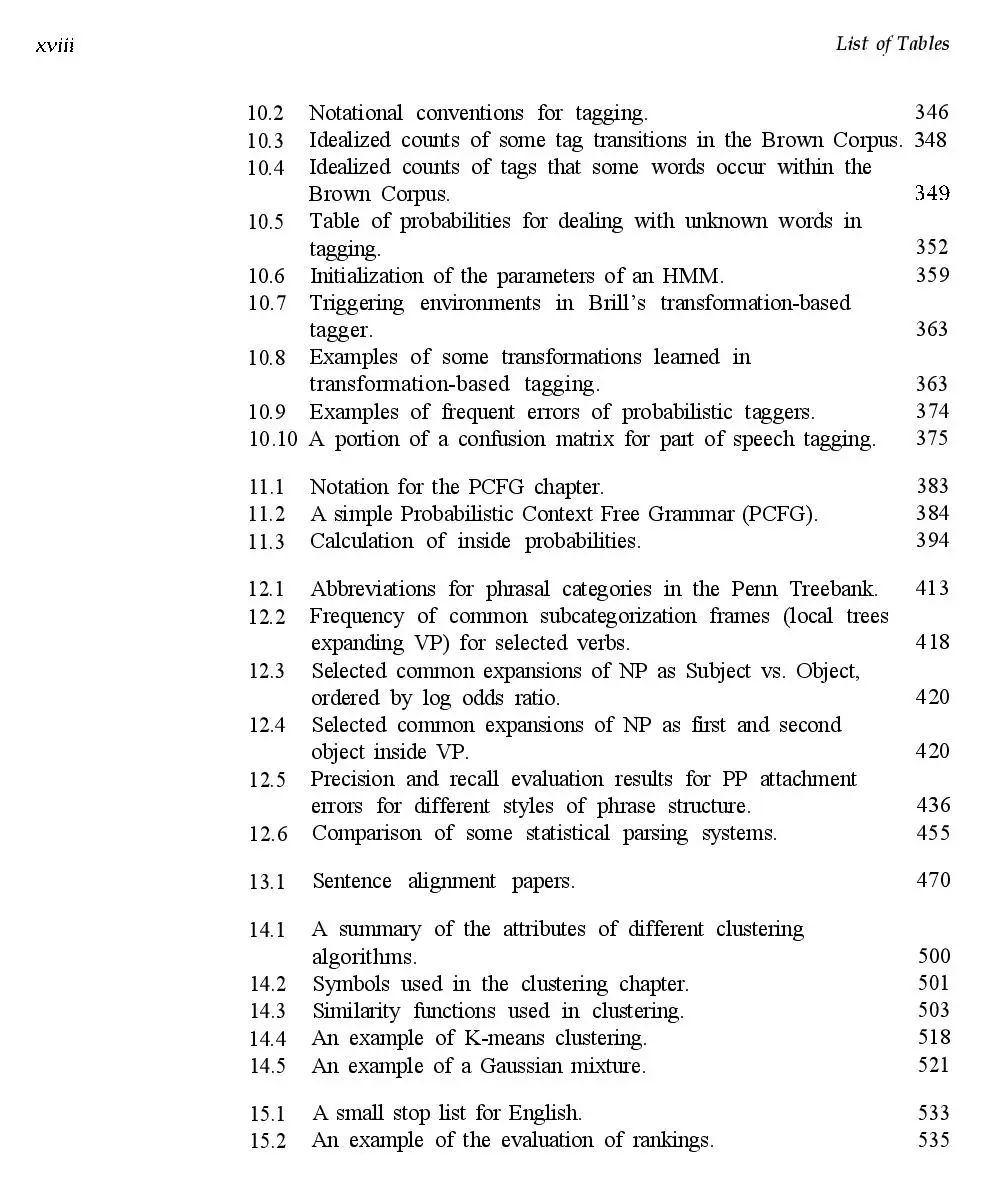 xviii List of Tables
10.2 Notational conventions for tagging. 346
10.3 Idealized counts of some tag transitions in the Brown Corpus. 348
10.4 Idealized counts of tags that some words occur within the
Brown Corpus. 349
10.5 Table of probabilities for dealing with unknown words in
tagging. 352
10.6 Initialization of the parameters of an HMM. 359
10.7 Triggering environments in Brill's transformation-based
tagger. 363
10.8 Examples of some transformations learned in
transformation-based tagging. 363
10.9 Examples of frequent errors of probabilistic taggers. 374
10.10 A portion of a confusion matrix for part of speech tagging. 375
11.1 Notation for the PCFG chapter. 383
11.2 A simple Probabilistic Context Free Grammar (PCFG). 384
11.3 Calculation of inside probabilities. 394
12.1 Abbreviations for phrasal categories in the Penn Treebank. 413
12.2 Frequency of common subcategorization frames (local trees
expanding VP) for selected verbs. 418
12.3 Selected common expansions of NP as Subject vs. Object,
ordered by log odds ratio. 420
12.4 Selected common expansions of NP as first and second
object inside VP. 420
12.5 Precision and recall evaluation results for PP attachment
errors for different styles of phrase structure. 436
12.6 Comparison of some statistical parsing systems. 455
13.1 Sentence alignment papers. 470
14.1 A summary of the attributes of different clustering
algorithms. 500
14.2 Symbols used in the clustering chapter. 501
14.3 Similarity functions used in clustering. 503
14.4 An example of K-means clustering. 518
14.5 An example of a Gaussian mixture. 521
15.1 A small stop list for English. 533
15.2 An example of the evaluation of rankings. 535